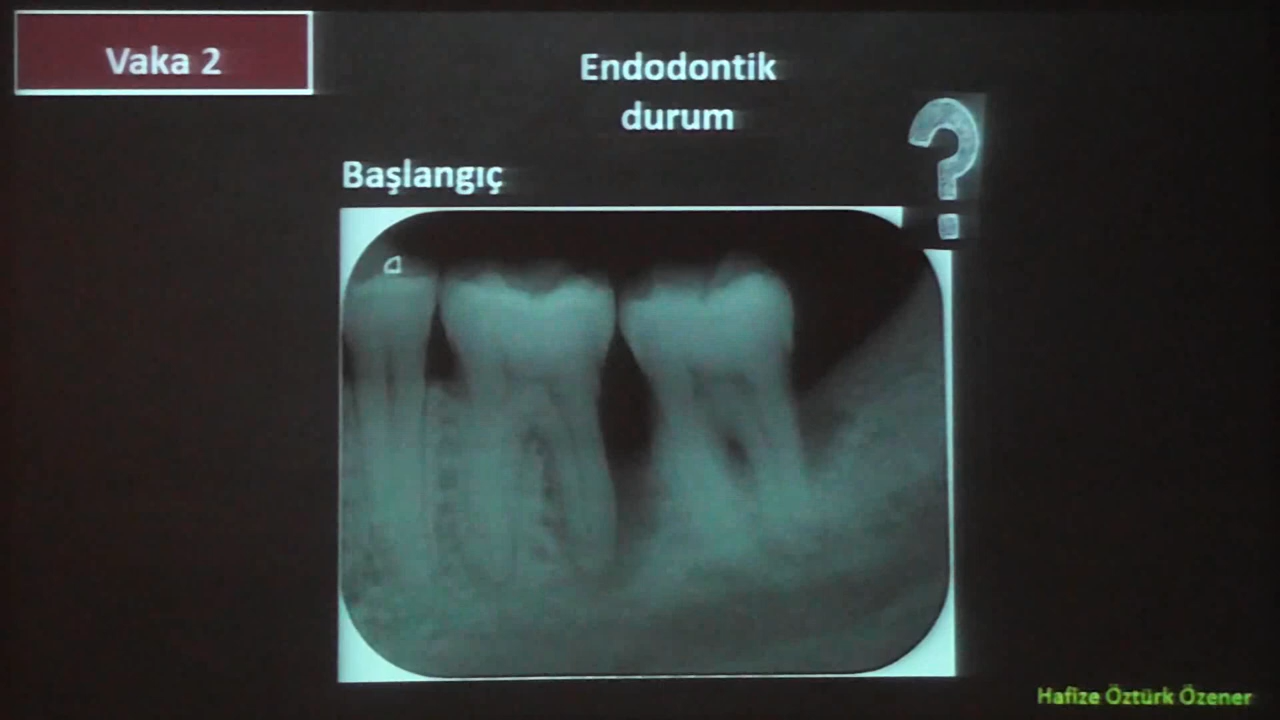 Vaka 2
Endodontik
durum
?
Başlangıç
Hafize Öztürk Özener